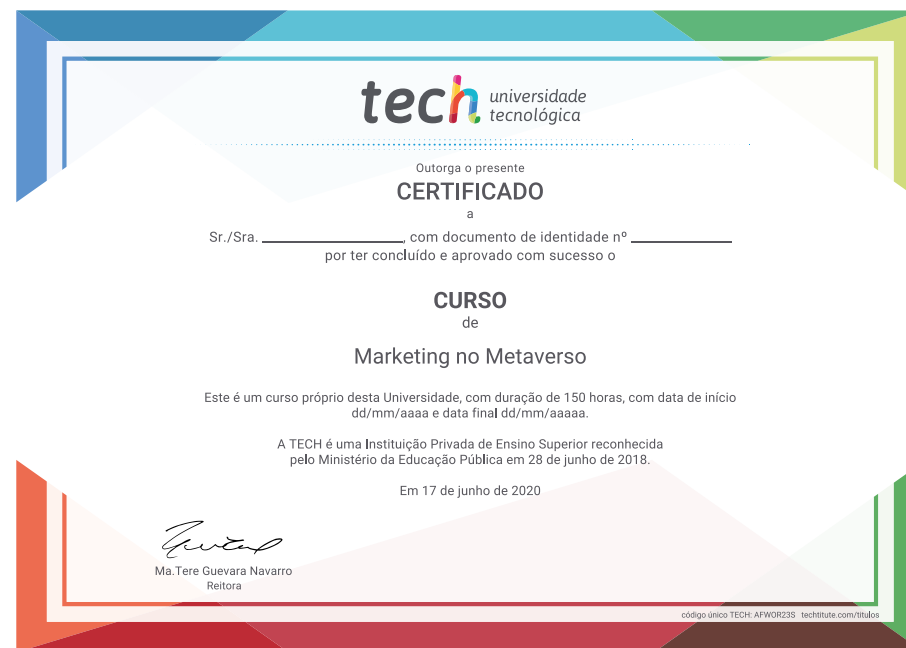 tech universidade
tecnológica
Outorga o presente
CERTIFICADO
a
Sr./Sra. ________________, com documento de identidade nº ____________
por ter concluído e aprovado com sucesso o
CURSO
de
Marketing no Metaverso
Este é um curso próprio desta Universidade, com duração de 150 horas, com data de início
dd/mm/aaaa e data final dd/mm/aaaaa.
A TECH é uma Instituição Privada de Ensino Superior reconhecida
pelo Ministério da Educação Pública em 28 de junho de 2018.
Em 17 de junho de 2020
Ma.Tere Guevara Navarro
Reitora
código único TECH: AFWOR23S techtitute.com/titulos